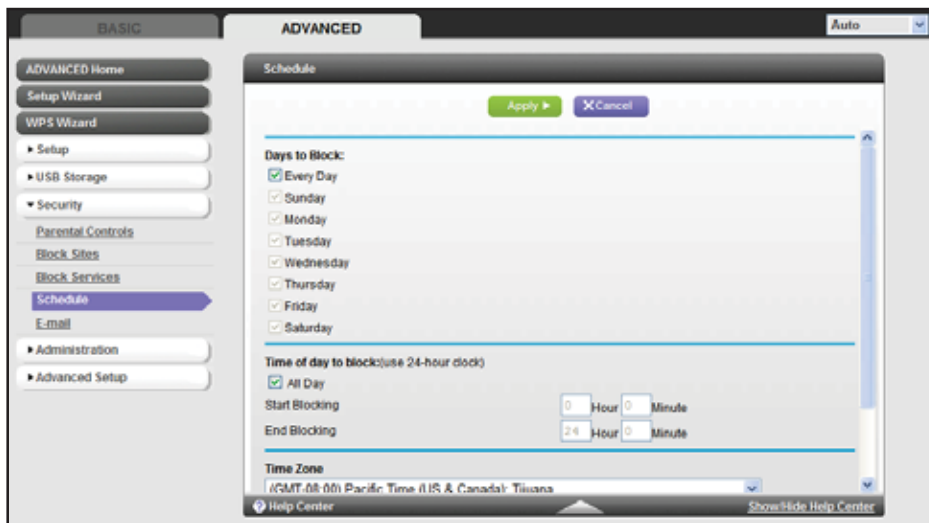 BASIC
ADVANCED
Auto
ADVANCED Home
Setup Wizard
WPS Wizard
Setup
USB Storage
Security
Parental Controls
Block Sites
Block Services
Schedule
E-mail
Administration
Advanced Setup
Schedule
Apply
Cancel
Days to Block:
Every Day
Sunday
Monday
Tuesday
Wednesday
Thursday
Friday
Saturday
Time of day to block:(use 24-hour clock)
All Day
Start Blocking 0 Hour 0 Minute
End Blocking 24 Hour 0 Minute
Time Zone
(GMT-08:00) Pacific Time (US & Canada); Tijuana
Help Center
Show/Hide Help Center